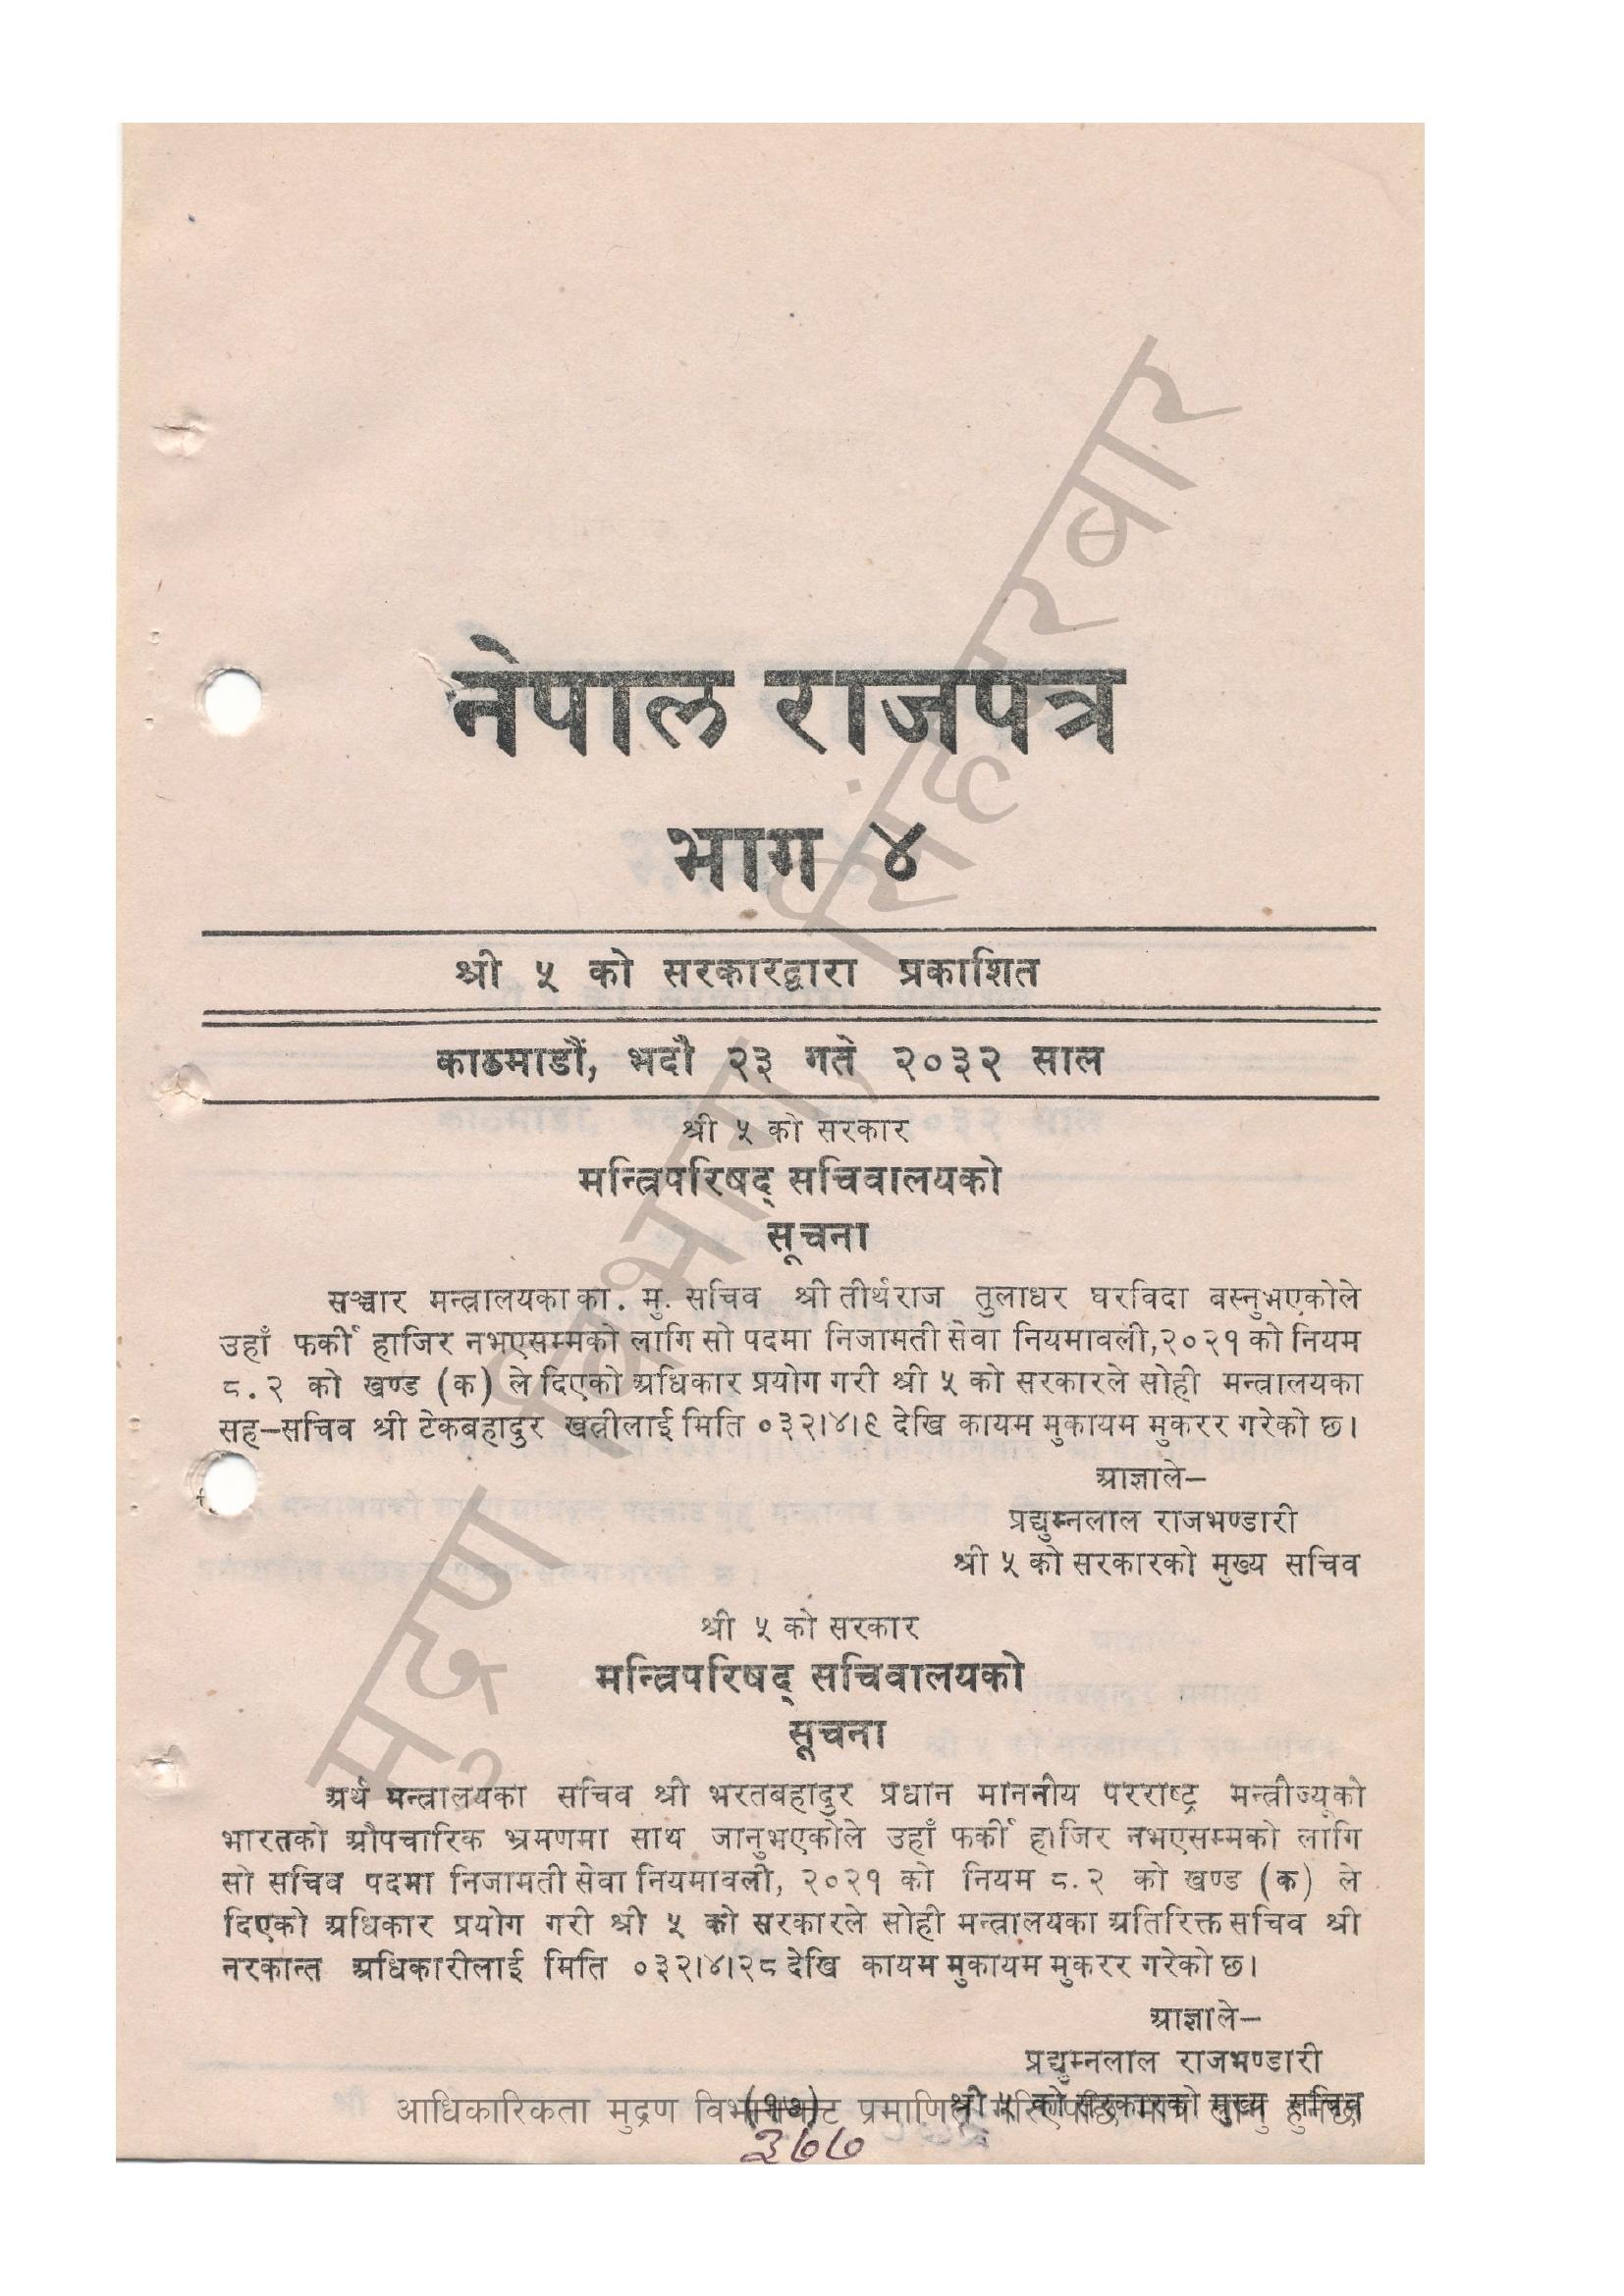 नेपाल राजपत्र
भाग ४
श्री ५ को सरकारद्वारा प्रकाशित
काठमाडौं, भदौ २३ गते २०३२ साल
श्री ५ को सरकार
मन्त्रिपरिषद् सचिवालयको
सूचना
सञ्चार मन्त्रालयका का. मु. सचिव श्री तीर्थराज तुलाधर घरविदा बस्नुभएकोले
उहाँ फर्की हाजिर नभएसम्मको लागि सो पदमा निजामती सेवा नियमावली, २०२१ को नियम
८.२ को खण्ड (क) ले दिएको अधिकार प्रयोग गरी श्री ५ को सरकारले सोही मन्त्रालयका
सह-सचिव श्री टेकबहादुर खत्रीलाई मिति ०३२।४।९ देखि कायम मुकायम मुकरर गरेको छ।
आज्ञाले-
प्रद्युम्नलाल राजभण्डारी
श्री ५ को सरकारको मुख्य सचिव
श्री ५ को सरकार
मन्त्रिपरिषद् सचिवालयको
सूचना
अर्थ मन्त्रालयका सचिव श्री भरतबहादुर प्रधान माननीय परराष्ट्र मन्त्रीज्यूको
भारतको औपचारिक भ्रमणमा साथ जानुभएकोले उहाँ फर्की हाजिर नभएसम्मको लागि
सो सचिव पदमा निजामती सेवा नियमावली, २०२१ को नियम ८.२ को खण्ड (क) ले
दिएको अधिकार प्रयोग गरी श्री ५ को सरकारले सोही मन्त्रालयका अतिरिक्त सचिव श्री
नरकान्त अधिकारीलाई मिति ०३२।४।२८ देखि कायम मुकायम मुकरर गरेको छ।
आज्ञाले-
प्रद्युम्नलाल राजभण्डारी
श्री ५ को सरकारको मुख्य सचिव
(१७)
आधिकारिकता मुद्रण विभागबाट प्रमाणित गरिएपछि मात्र लागु हुनेछ
३७७
मुद्रण विभाग, सिंहदरबार